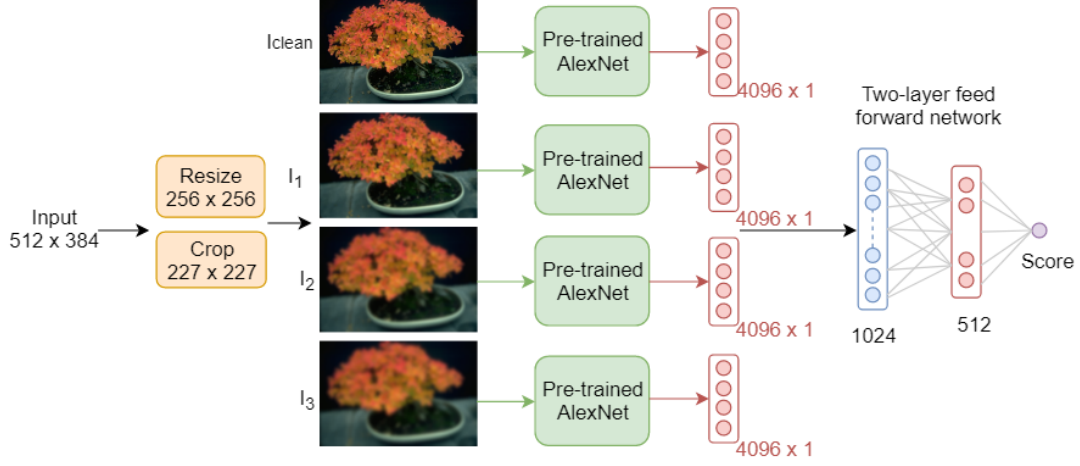 Input
512 x 384
Resize
256 x 256
Crop
227 x 227
Iclean
Pre-trained
AlexNet
4096 x 1
I1
Pre-trained
AlexNet
4096 x 1
I2
Pre-trained
AlexNet
4096 x 1
I3
Pre-trained
AlexNet
4096 x 1
Two-layer feed
forward network
1024
512
Score